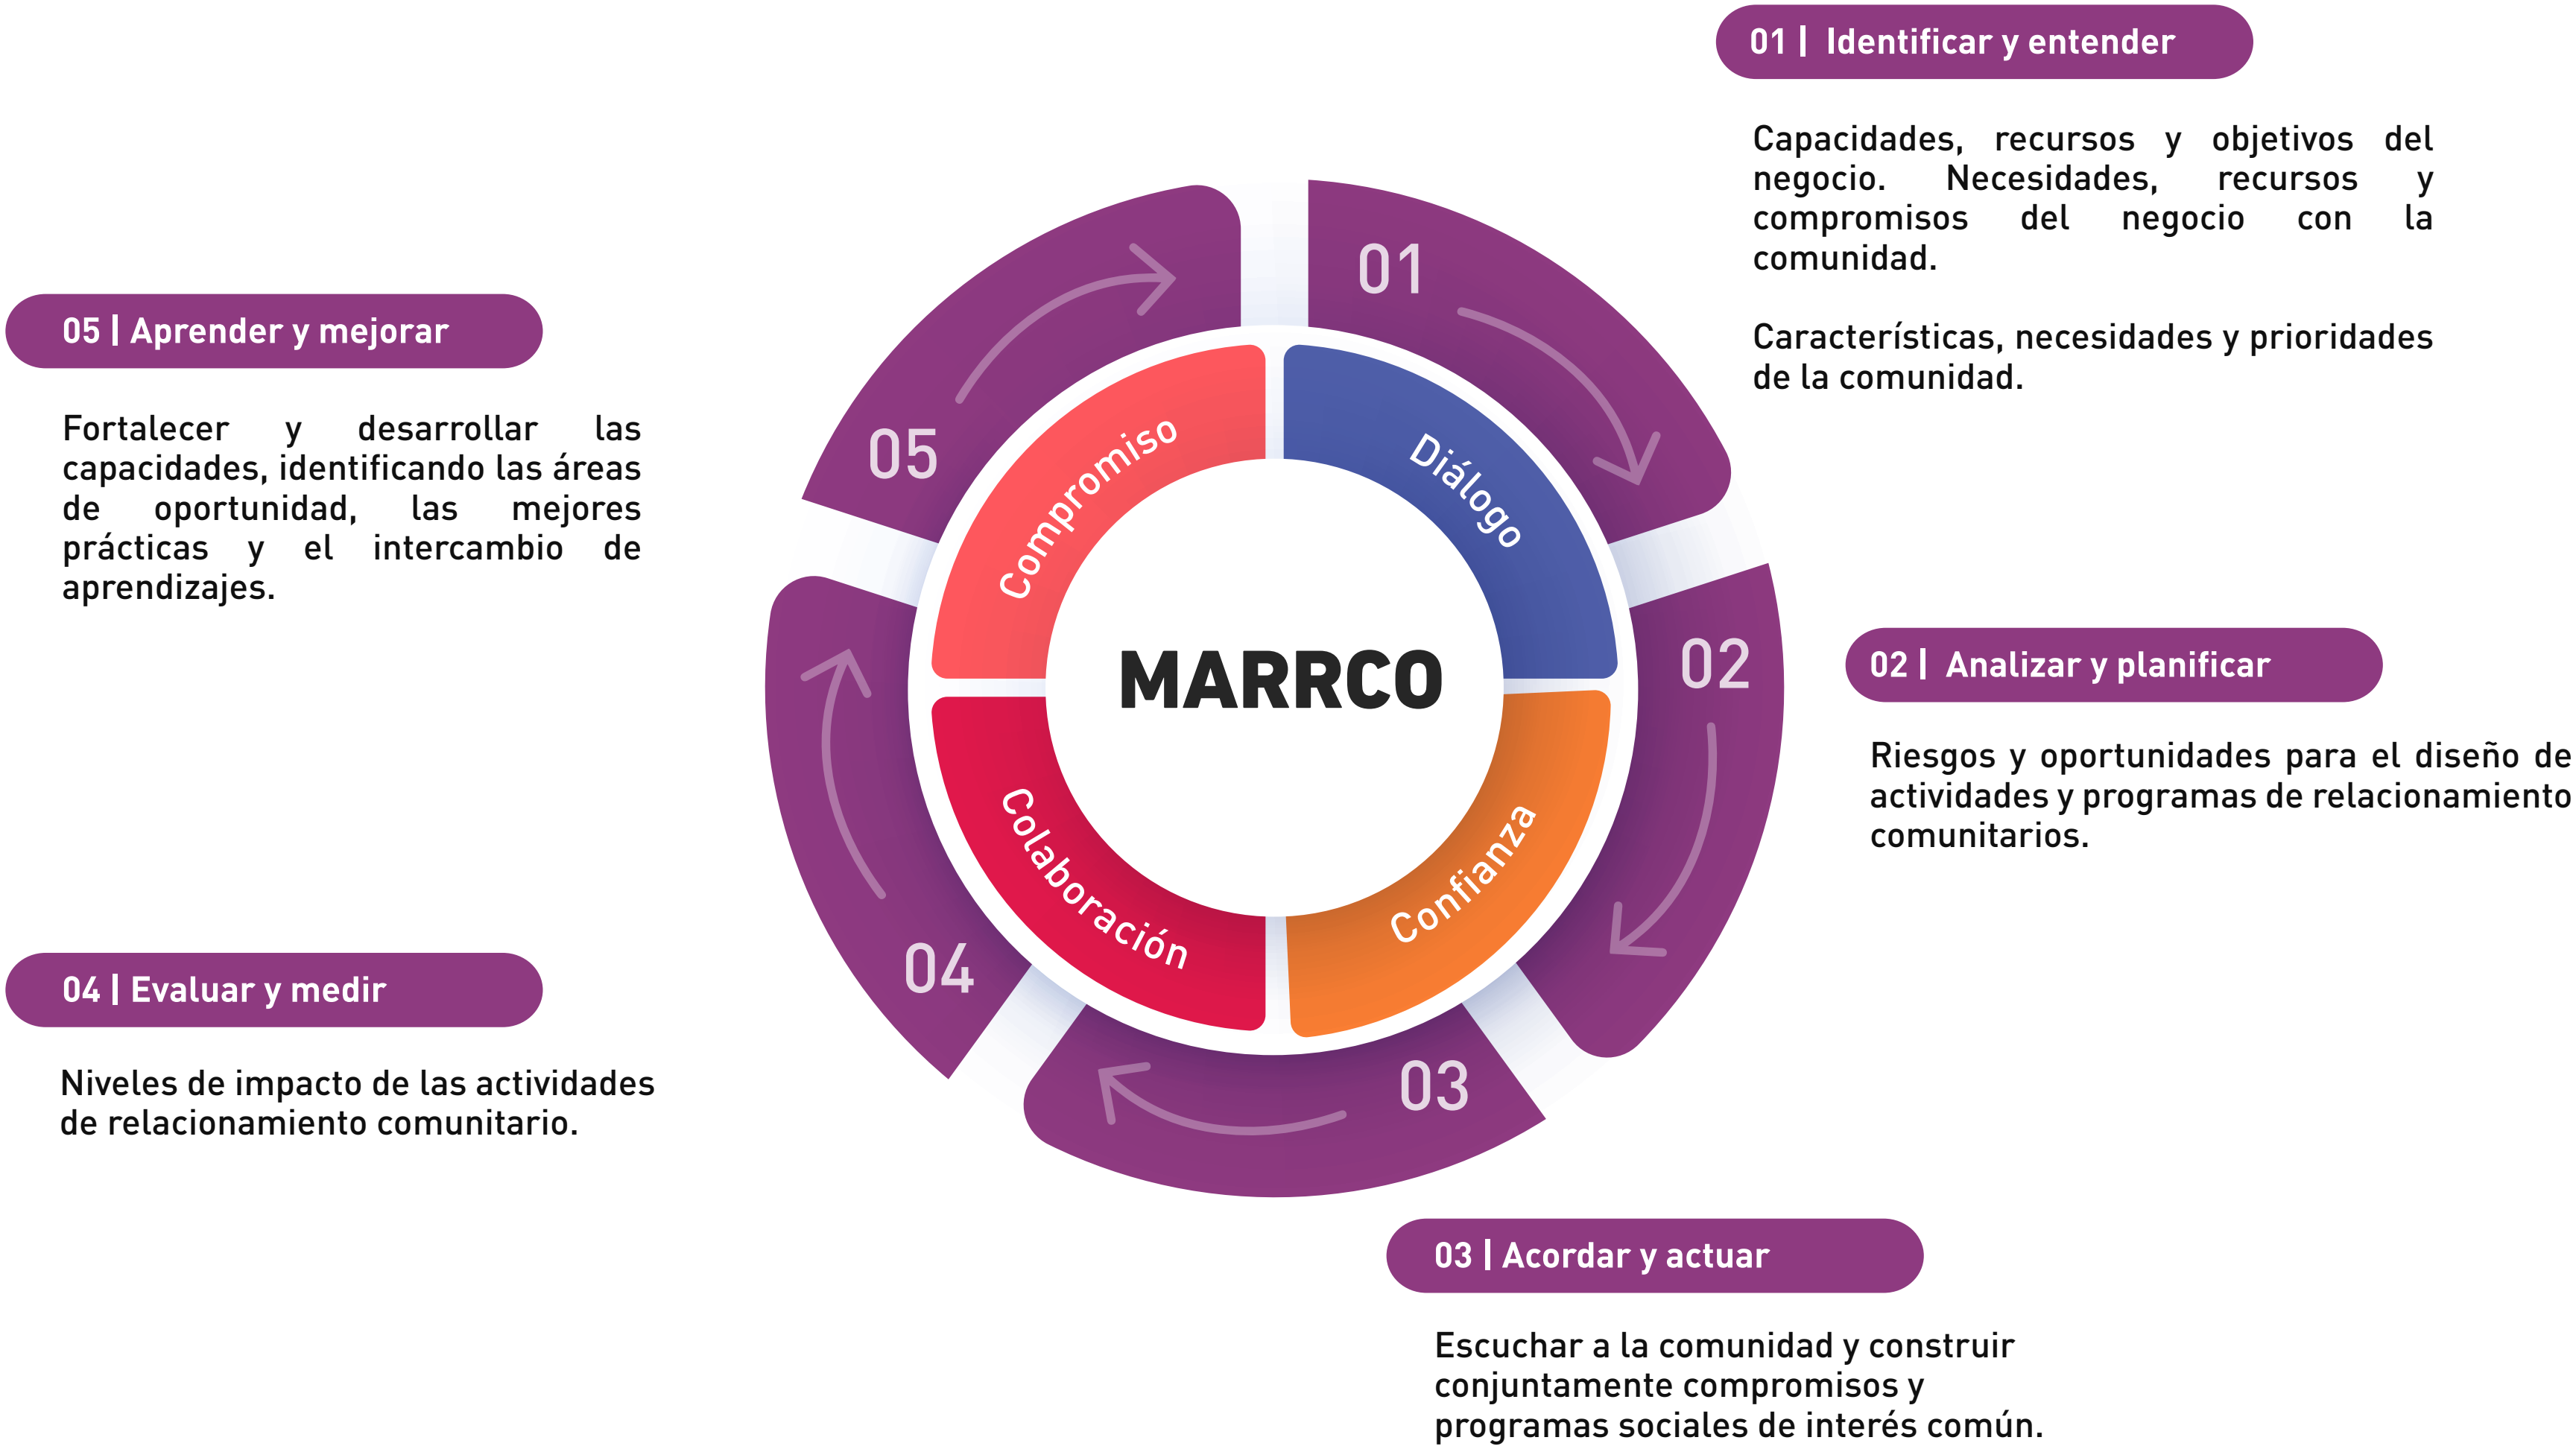 01 | Identificar y entender
Capacidades, recursos y objetivos del
negocio. Necesidades, recursos y
compromisos del negocio con la
comunidad.
Características, necesidades y prioridades
de la comunidad.
02 | Analizar y planificar
Riesgos y oportunidades para el diseño de
actividades y programas de relacionamiento
comunitarios.
03 | Acordar y actuar
Escuchar a la comunidad y construir
conjuntamente compromisos y
programas sociales de interés común.
04 | Evaluar y medir
Niveles de impacto de las actividades
de relacionamiento comunitario.
05 | Aprender y mejorar
Fortalecer y desarrollar las
capacidades, identificando las áreas
de oportunidad, las mejores
prácticas y el intercambio de
aprendizajes.
01
02
03
04
05
Diálogo
Confianza
Colaboración
Compromiso
MARRCO